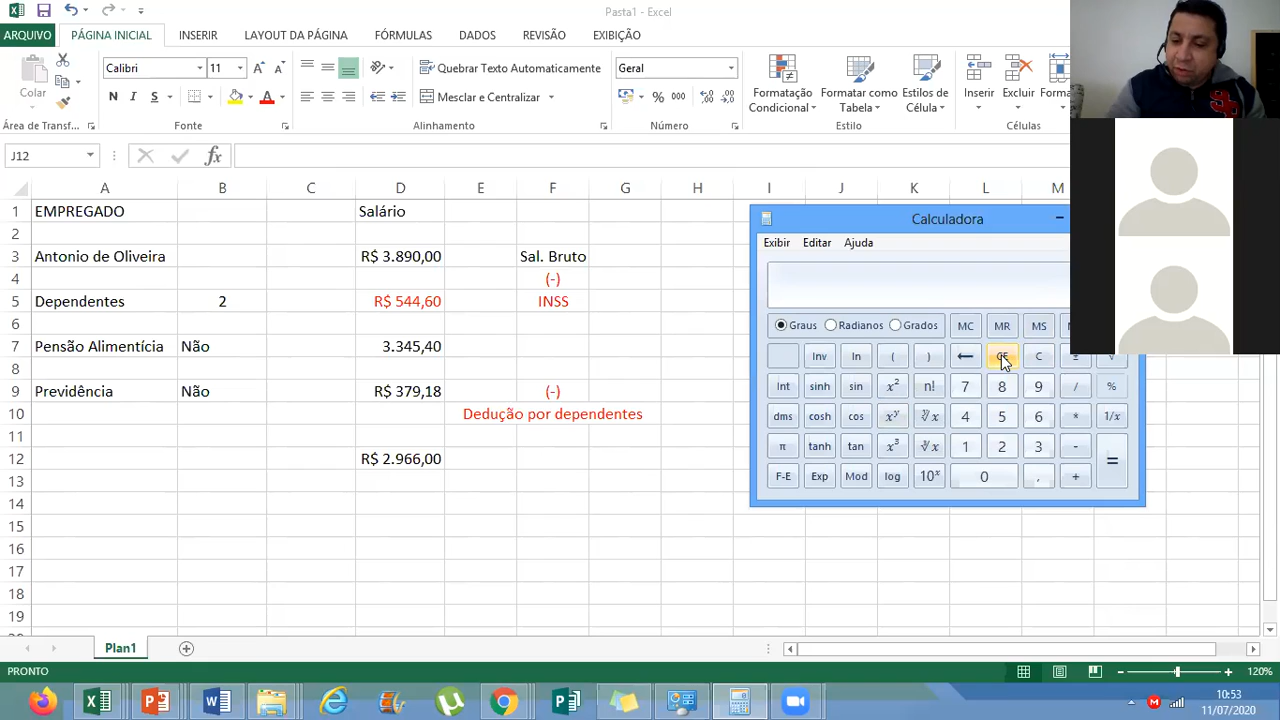 Pasta1 - Excel
ARQUIVO PÁGINA INICIAL INSERIR LAYOUT DA PÁGINA FÓRMULAS DADOS REVISÃO EXIBIÇÃO
Calibri 11 Quebrar Texto Automaticamente Geral
Colar N I S Mesclar e Centralizar % 000 Formatação Condicional Formatar como Tabela Estilos de Célula Inserir Excluir
Área de Transf... Fonte Alinhamento Número Estilo Células
J12 fx
A B C D E F G H I J K L M
1 EMPREGADO Salário
2
3 Antonio de Oliveira R$ 3.890,00 Sal. Bruto
4 (-)
5 Dependentes 2 R$ 544,60 INSS
6
7 Pensão Alimentícia Não 3.345,40
8
9 Previdência Não R$ 379,18 (-)
10 Dedução por dependentes
11
12 R$ 2.966,00
13
14
15
16
17
18
19
Calculadora
Exibir Editar Ajuda
Graus Radianos Grados MC MR MS
Inv ln ( ) ← CE C ±
Int sinh sin x² n! 7 8 9 / %
dms cosh cos xʸ ʸ√x 4 5 6 * 1/x
π tanh tan x³ ³√x 1 2 3 - =
F-E Exp Mod log 10ˣ 0 , +
Plan1
PRONTO 120%
10:53
11/07/2020